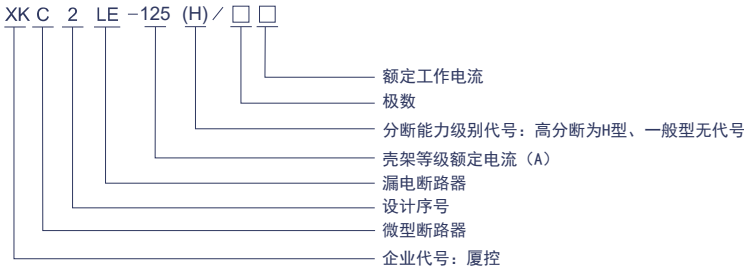 XK C 2 LE-125 (H)/□□
额定工作电流
极数
分断能力级别代号：高分断为H型、一般型无代号
壳架等级额定电流（A）
漏电断路器
设计序号
微型断路器
企业代号：厦控